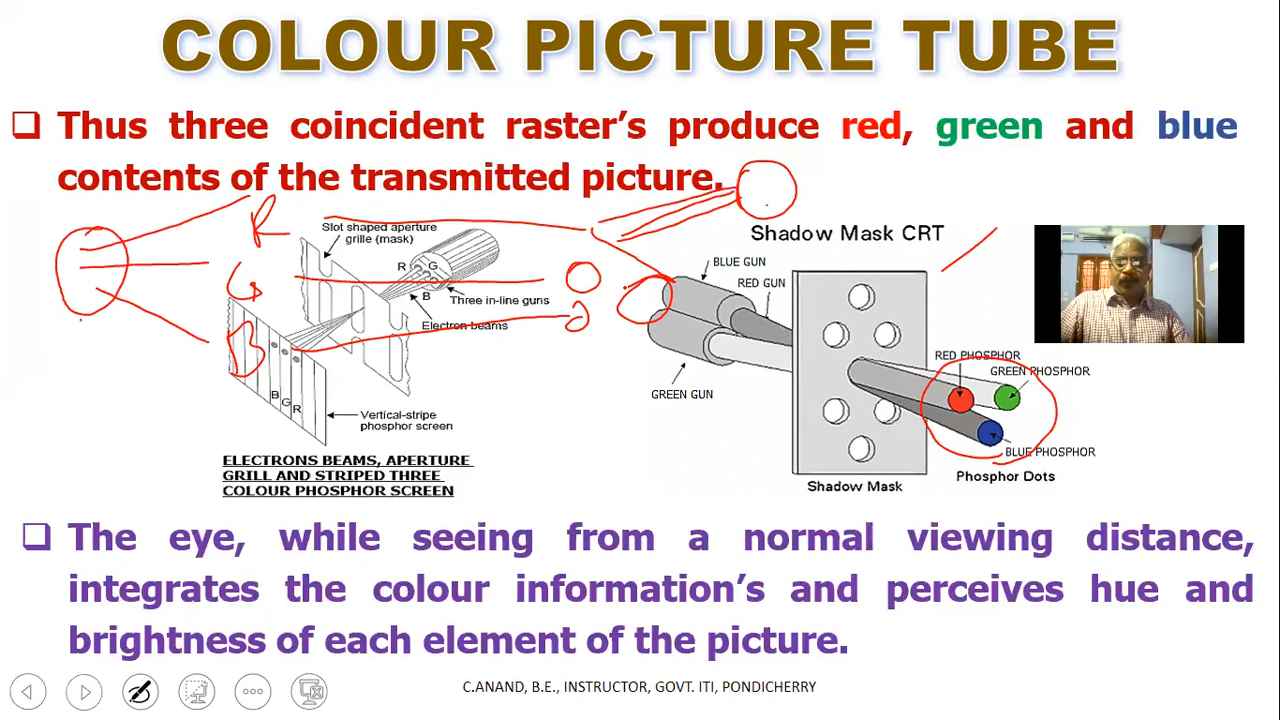 COLOUR PICTURE TUBE
Thus three coincident raster's produce red, green and blue
contents of the transmitted picture.
R
G
B
Slot shaped aperture
grille (mask)
R
G
B
Three in-line guns
Electron beams
B
G
R
Vertical-stripe
phosphor screen
ELECTRONS BEAMS, APERTURE
GRILL AND STRIPED THREE
COLOUR PHOSPHOR SCREEN
Shadow Mask CRT
BLUE GUN
RED GUN
GREEN GUN
RED PHOSPHOR
GREEN PHOSPHOR
BLUE PHOSPHOR
Shadow Mask
Phosphor Dots
The eye, while seeing from a normal viewing distance,
integrates the colour information's and perceives hue and
brightness of each element of the picture.
C.ANAND, B.E., INSTRUCTOR, GOVT. ITI, PONDICHERRY